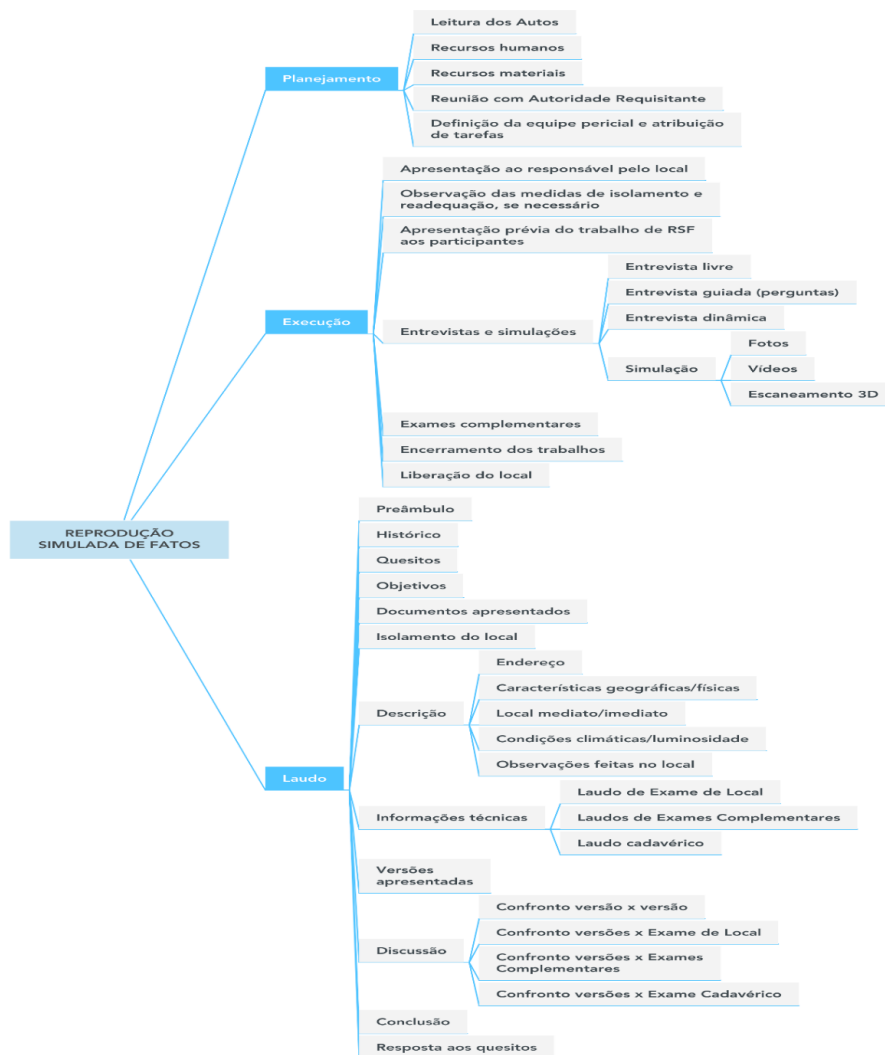 Leitura dos Autos
Recursos humanos
Planejamento
Recursos materiais
Reunião com Autoridade Requisitante
Definição da equipe pericial e atribuição
de tarefas
Apresentação ao responsável pelo local
Observação das medidas de isolamento e
readequação, se necessário
Apresentação prévia do trabalho de RSF
aos participantes
Execução
Entrevistas e simulações
Entrevista livre
Entrevista guiada (perguntas)
Entrevista dinâmica
Simulação
Fotos
Vídeos
Escaneamento 3D
Exames complementares
Encerramento dos trabalhos
Liberação do local
REPRODUÇÃO
SIMULADA DE FATOS
Preâmbulo
Histórico
Quesitos
Objetivos
Documentos apresentados
Isolamento do local
Descrição
Endereço
Características geográficas/físicas
Local mediato/imediato
Condições climáticas/luminosidade
Observações feitas no local
Laudo
Informações técnicas
Laudo de Exame de Local
Laudos de Exames Complementares
Laudo cadavérico
Versões
apresentadas
Discussão
Confronto versão x versão
Confronto versões x Exame de Local
Confronto versões x Exames
Complementares
Confronto versões x Exame Cadavérico
Conclusão
Resposta aos quesitos